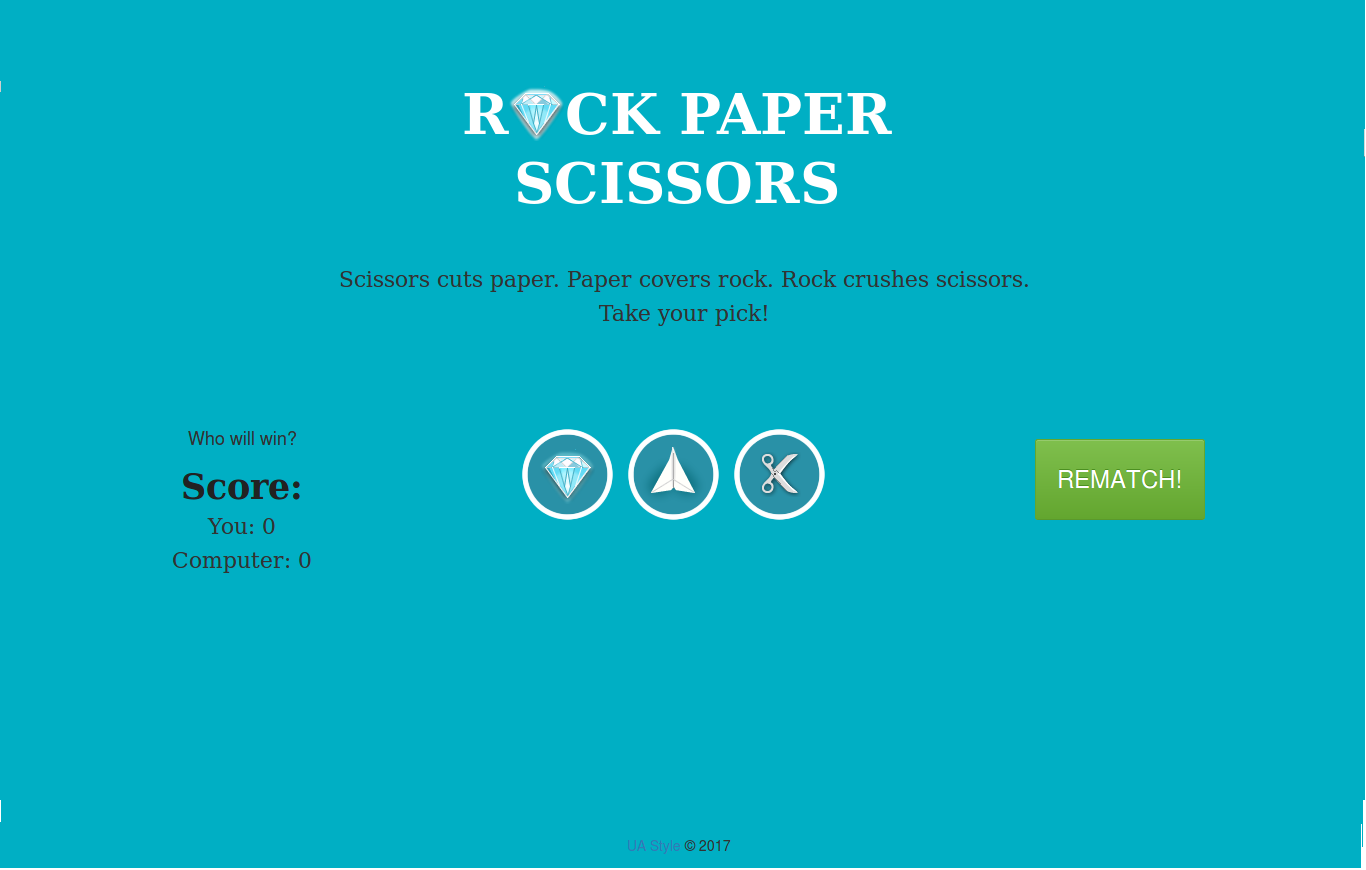 R CK PAPER
SCISSORS
Scissors cuts paper. Paper covers rock. Rock crushes scissors.
Take your pick!
Who will win?
Score:
You: 0
Computer: 0
REMATCH!
UA Style © 2017